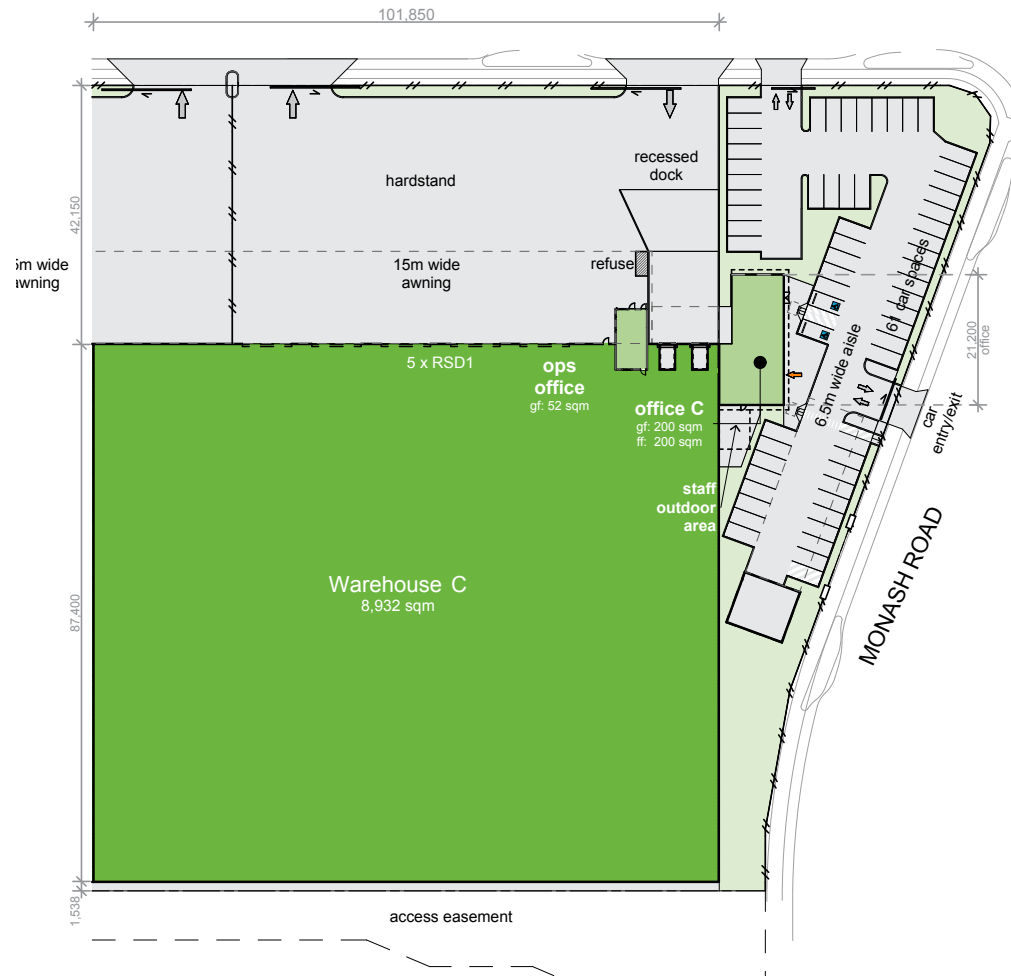 101,850
recessed
dock
hardstand
42,150
5m wide
awning
15m wide
awning
refuse
61 car spaces
6.5m wide aisle
21,200
office
5 x RSD1
ops
office
gf: 52 sqm
office C
gf: 200 sqm
ff: 200 sqm
car
entry/exit
staff
outdoor
area
MONASH ROAD
Warehouse C
8,932 sqm
87,400
1,538
access easement